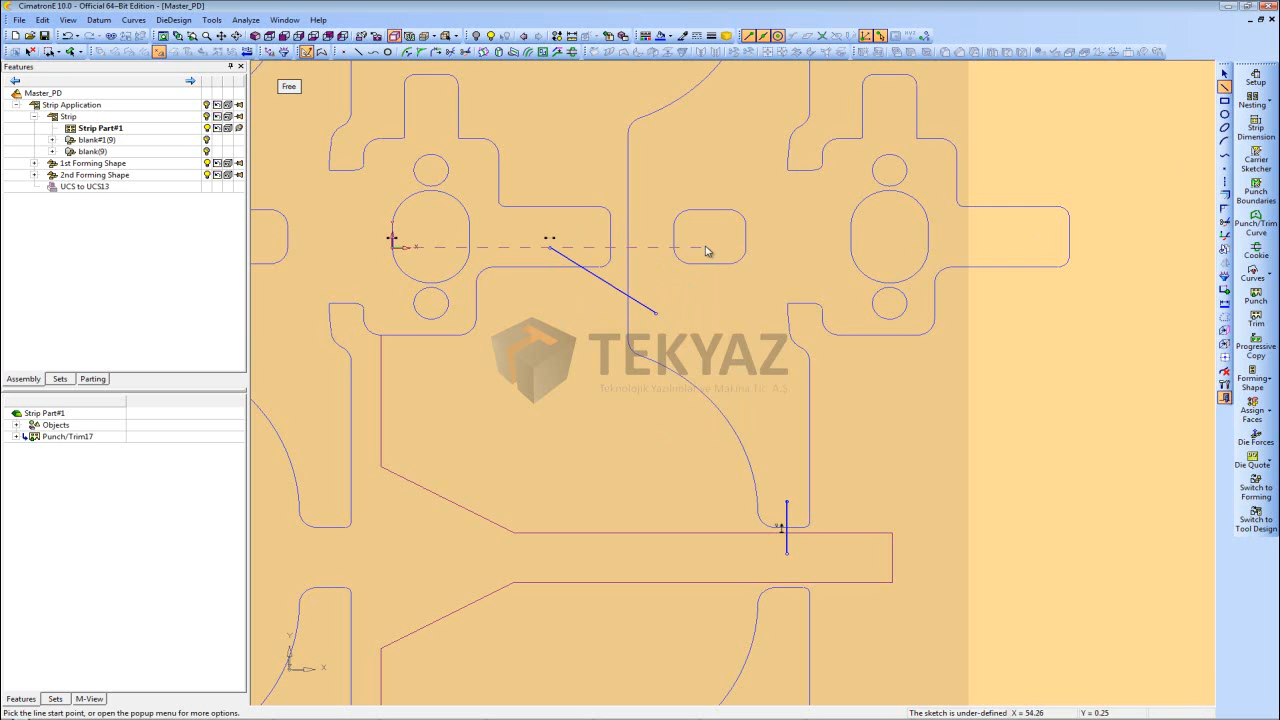 CimatronE 10.0 - Official 64-Bit Edition - [Master_PD]
File Edit View Datum Curves DieDesign Tools Analyze Window Help
Features
Master_PD
Strip Application
Strip
Strip Part#1
blank#1(9)
blank(9)
1st Forming Shape
2nd Forming Shape
UCS to UCS13
Assembly Sets Parting
Strip Part#1
Objects
Punch/Trim17
Features Sets M-View
Free
X
TEKYAZ
Teknolojik Yazılımlar ve Makina Tic. A.Ş.
Y
X
Setup
Nesting
Strip Dimension
Carrier Sketcher
Punch Boundaries
Punch/Trim Curve
Cookie
Curves
Punch
Trim
Progressive Copy
Forming Shape
Assign Faces
Die Forces
Die Quote
Switch to Forming
Switch to Tool Design
Pick the line start point, or open the popup menu for more options.
The sketch is under-defined X = 54.26 Y = 0.25